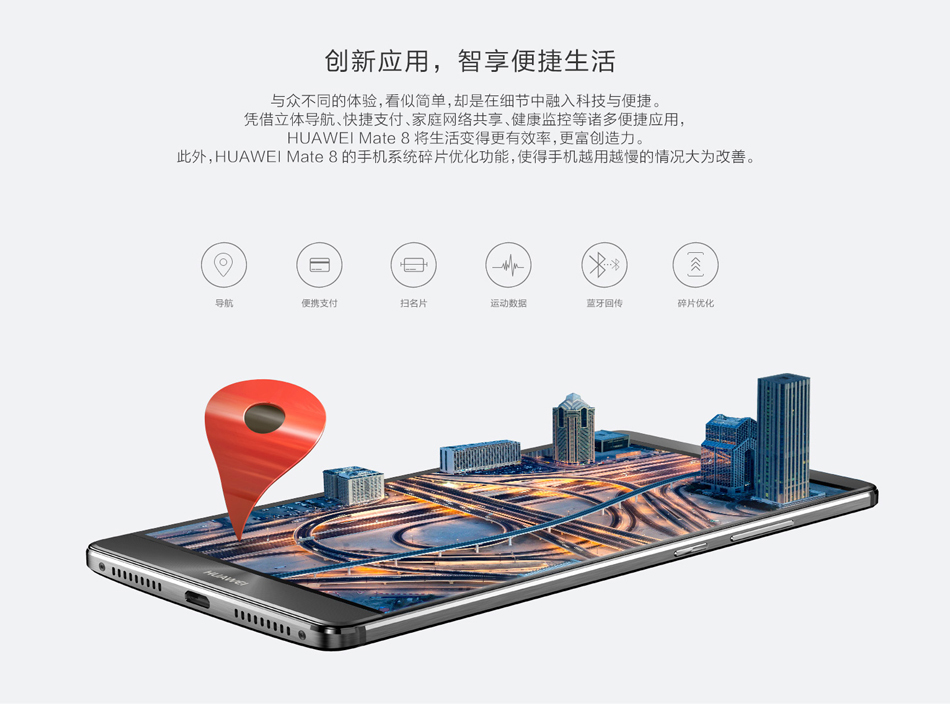 创新应用，智享便捷生活
与众不同的体验，看似简单，却是在细节中融入科技与便捷。
凭借立体导航、快捷支付、家庭网络共享、健康监控等诸多便捷应用，
HUAWEI Mate 8 将生活变得更有效率，更富创造力。
此外，HUAWEI Mate 8 的手机系统碎片优化功能，使得手机越用越慢的情况大为改善。
导航
便携支付
扫名片
运动数据
蓝牙回传
碎片优化
HUAWEI